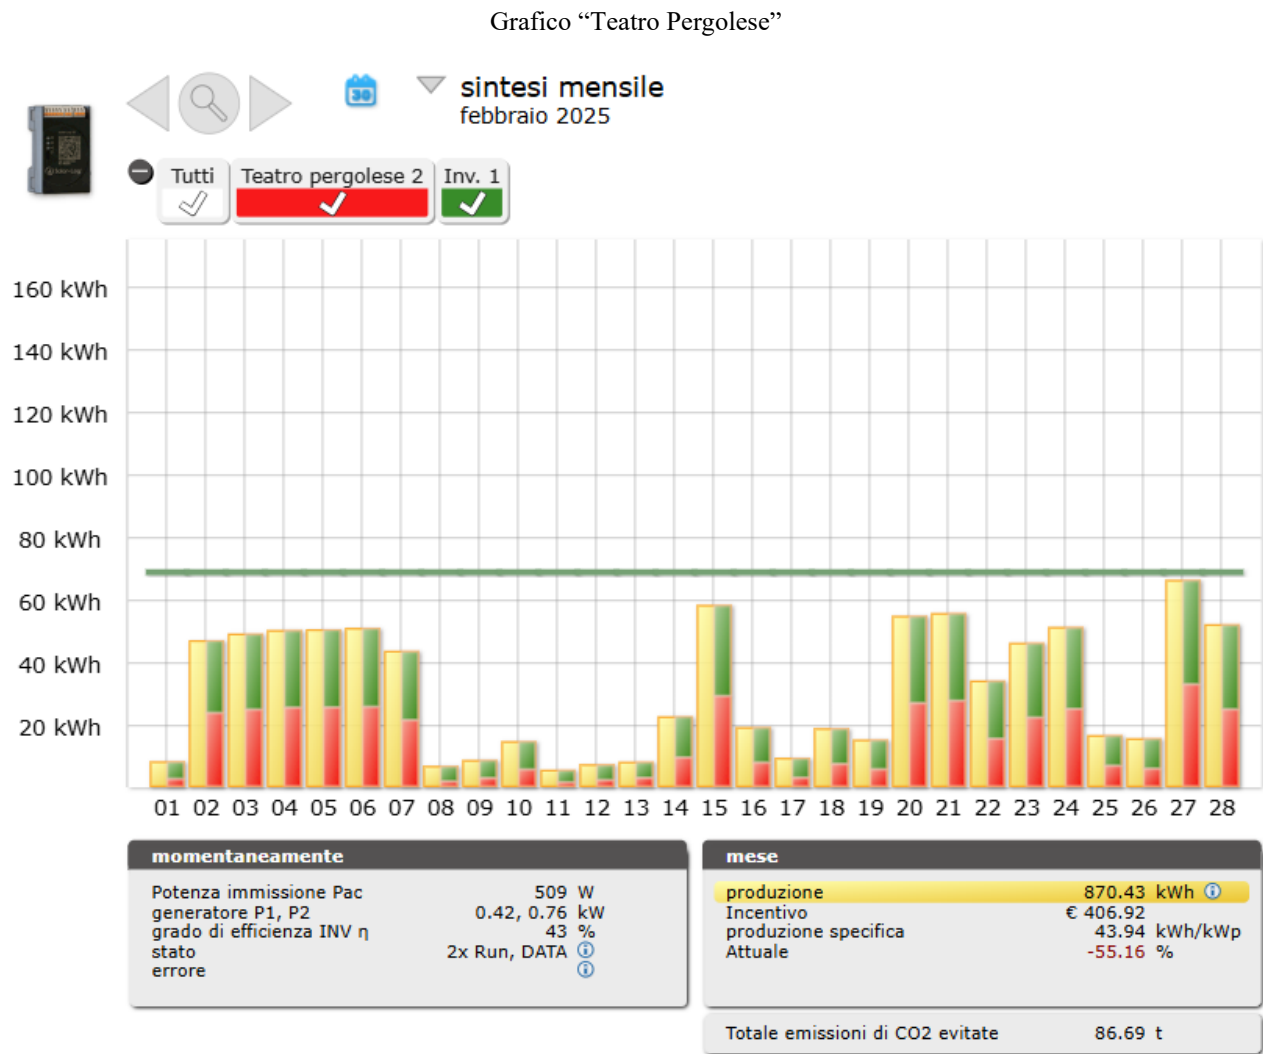 Grafico “Teatro Pergolese”
30
sintesi mensile
febbraio 2025
Tutti Teatro pergolese 2 Inv. 1
160 kWh
140 kWh
120 kWh
100 kWh
80 kWh
60 kWh
40 kWh
20 kWh
01 02 03 04 05 06 07 08 09 10 11 12 13 14 15 16 17 18 19 20 21 22 23 24 25 26 27 28
momentaneamente
Potenza immissione Pac 509 W
generatore P1, P2 0.42, 0.76 kW
grado di efficienza INV η 43 %
stato 2x Run, DATA
errore
mese
produzione 870.43 kWh
Incentivo € 406.92
produzione specifica 43.94 kWh/kWp
Attuale -55.16 %
Totale emissioni di CO2 evitate 86.69 t